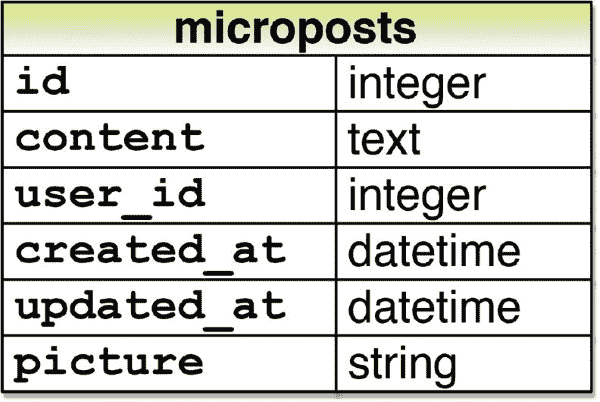 microposts
id integer
content text
user_id integer
created_at datetime
updated_at datetime
picture string